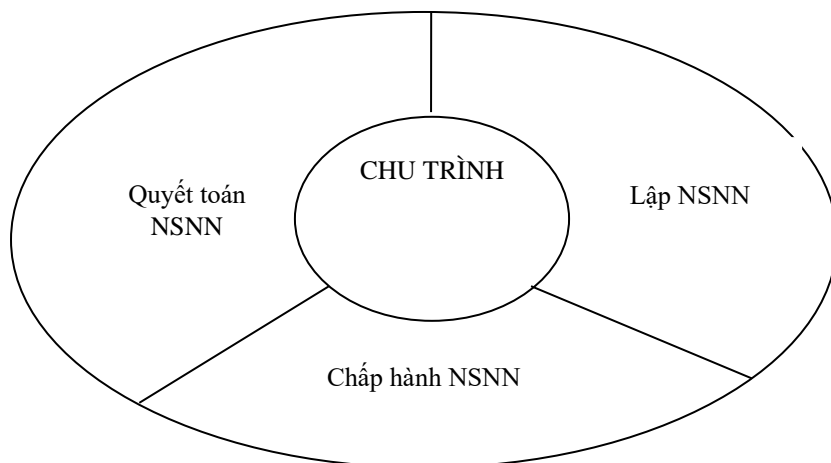 CHU TRÌNH
Quyết toán
NSNN
Lập NSNN
Chấp hành NSNN